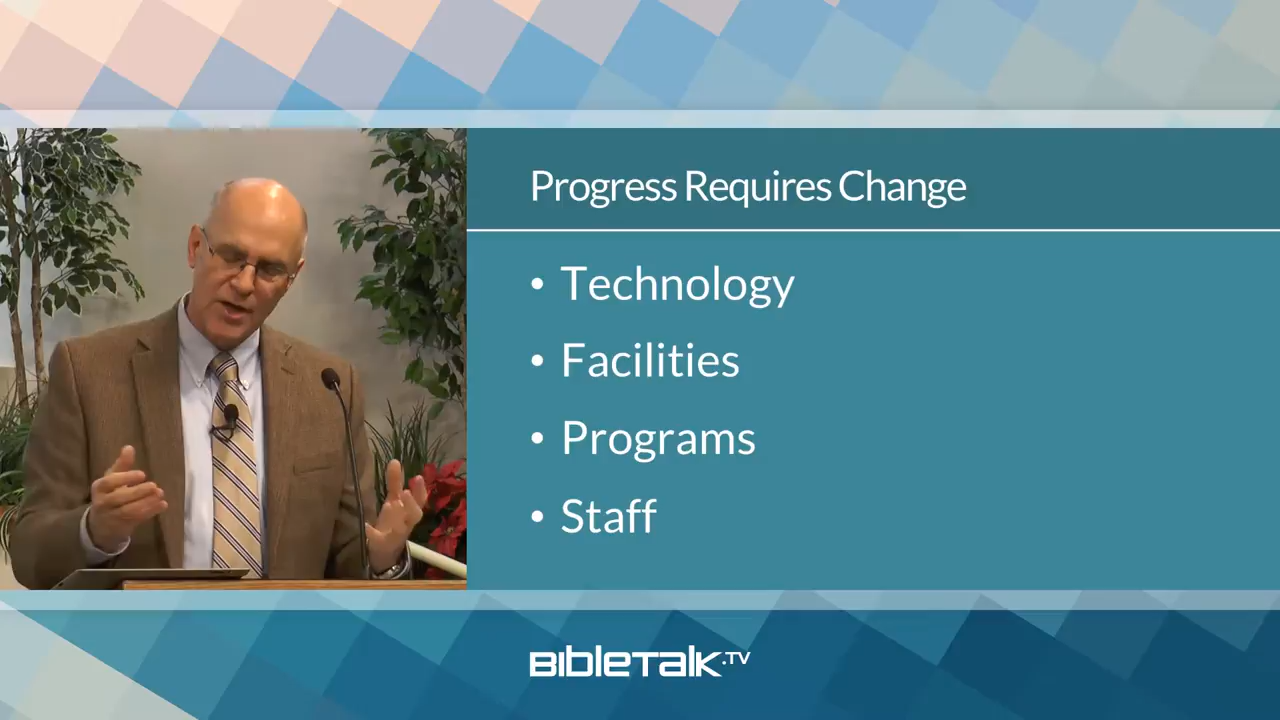 Progress Requires Change
• Technology
• Facilities
• Programs
• Staff
BibleTalk.TV